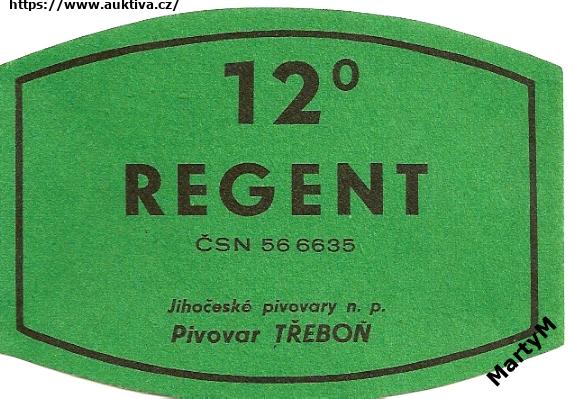 https://www.auktiva.cz/
12°
REGENT
ČSN 56 6635
Jihočeské pivovary n. p.
Pivovar TŘEBOŇ
MartyM